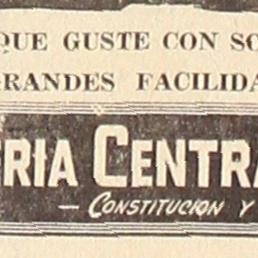 QUE GUSTE CON SO
GRANDES FACILIDA
ERIA CENTRA
— CONSTITUCION Y